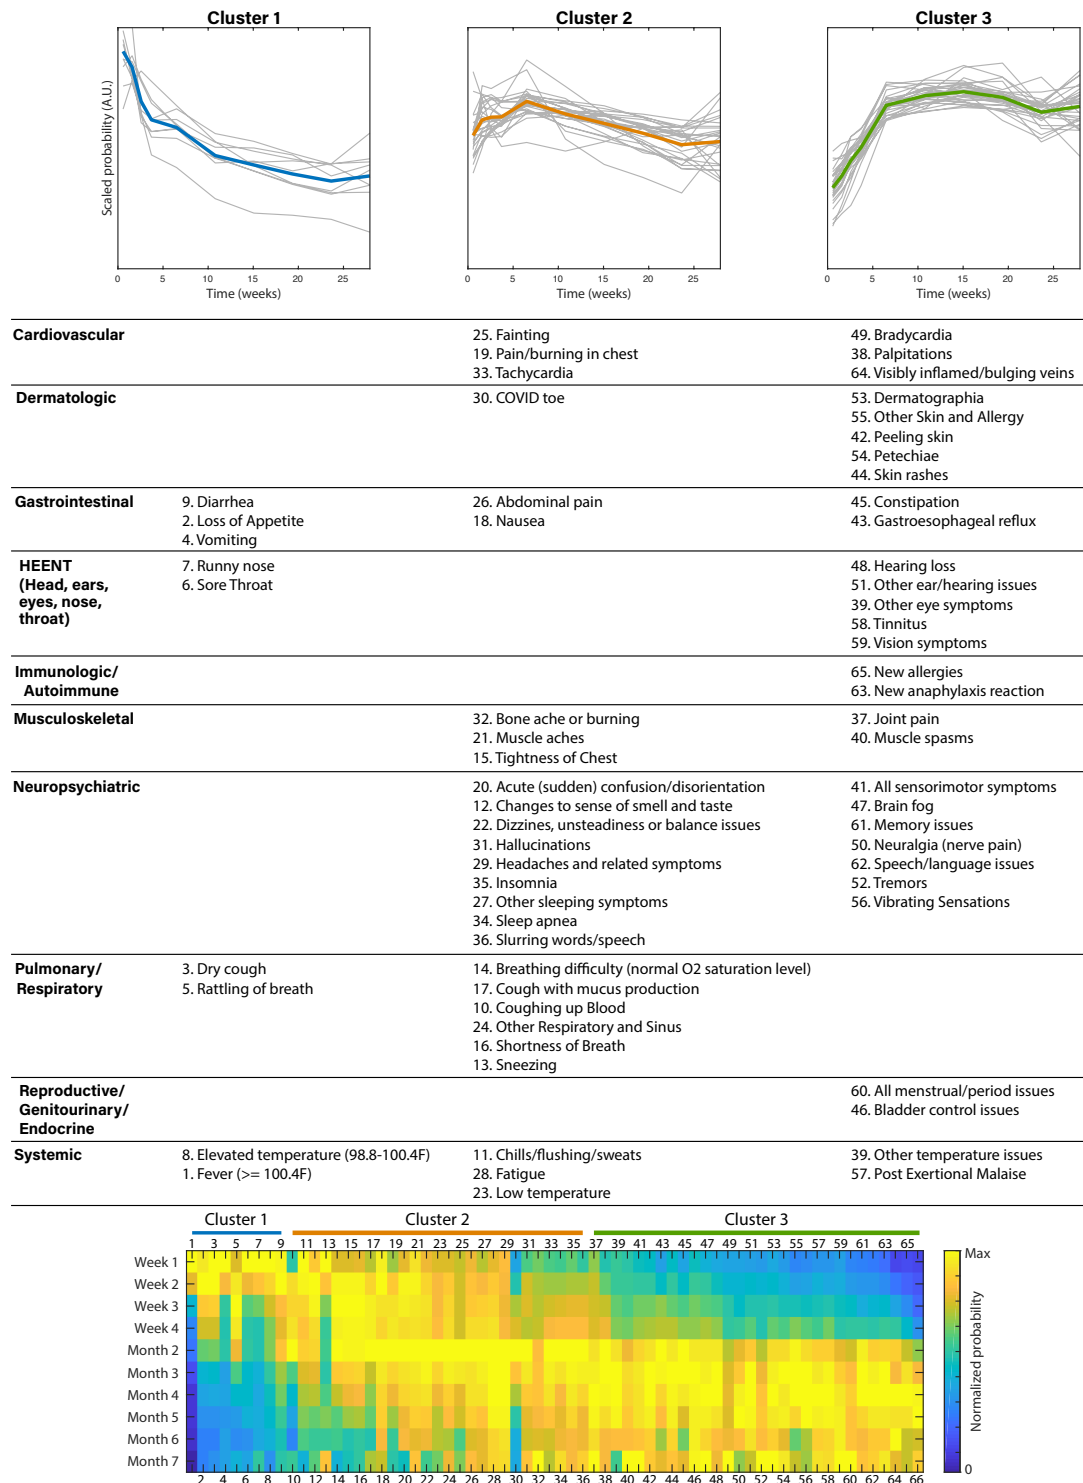 Cluster 1
Cluster 2
Cluster 3
Scaled probability (A.U.)
0 5 10 15 20 25
0 5 10 15 20 25
0 5 10 15 20 25
Time (weeks)
Time (weeks)
Time (weeks)
Cardiovascular
25. Fainting
19. Pain/burning in chest
33. Tachycardia
49. Bradycardia
38. Palpitations
64. Visibly inflamed/bulging veins
Dermatologic
30. COVID toe
53. Dermatographia
55. Other Skin and Allergy
42. Peeling skin
54. Petechiae
44. Skin rashes
Gastrointestinal
9. Diarrhea
2. Loss of Appetite
4. Vomiting
26. Abdominal pain
18. Nausea
45. Constipation
43. Gastroesophageal reflux
HEENT
(Head, ears,
eyes, nose,
throat)
7. Runny nose
6. Sore Throat
48. Hearing loss
51. Other ear/hearing issues
39. Other eye symptoms
58. Tinnitus
59. Vision symptoms
Immunologic/
Autoimmune
65. New allergies
63. New anaphylaxis reaction
Musculoskeletal
32. Bone ache or burning
21. Muscle aches
15. Tightness of Chest
37. Joint pain
40. Muscle spasms
Neuropsychiatric
20. Acute (sudden) confusion/disorientation
12. Changes to sense of smell and taste
22. Dizzines, unsteadiness or balance issues
31. Hallucinations
29. Headaches and related symptoms
35. Insomnia
27. Other sleeping symptoms
34. Sleep apnea
36. Slurring words/speech
41. All sensorimotor symptoms
47. Brain fog
61. Memory issues
50. Neuralgia (nerve pain)
62. Speech/language issues
52. Tremors
56. Vibrating Sensations
Pulmonary/
Respiratory
3. Dry cough
5. Rattling of breath
14. Breathing difficulty (normal O2 saturation level)
17. Cough with mucus production
10. Coughing up Blood
24. Other Respiratory and Sinus
16. Shortness of Breath
13. Sneezing
Reproductive/
Genitourinary/
Endocrine
60. All menstrual/period issues
46. Bladder control issues
Systemic
8. Elevated temperature (98.8-100.4F)
1. Fever (>= 100.4F)
11. Chills/flushing/sweats
28. Fatigue
23. Low temperature
39. Other temperature issues
57. Post Exertional Malaise
Cluster 1
Cluster 2
Cluster 3
1 3 5 7 9 11 13 15 17 19 21 23 25 27 29 31 33 35 37 39 41 43 45 47 49 51 53 55 57 59 61 63 65
Week 1
Week 2
Week 3
Week 4
Month 2
Month 3
Month 4
Month 5
Month 6
Month 7
2 4 6 8 10 12 14 16 18 20 22 24 26 28 30 32 34 36 38 40 42 44 46 48 50 52 54 56 58 60 62 64 66
Max
Normalized probability
0